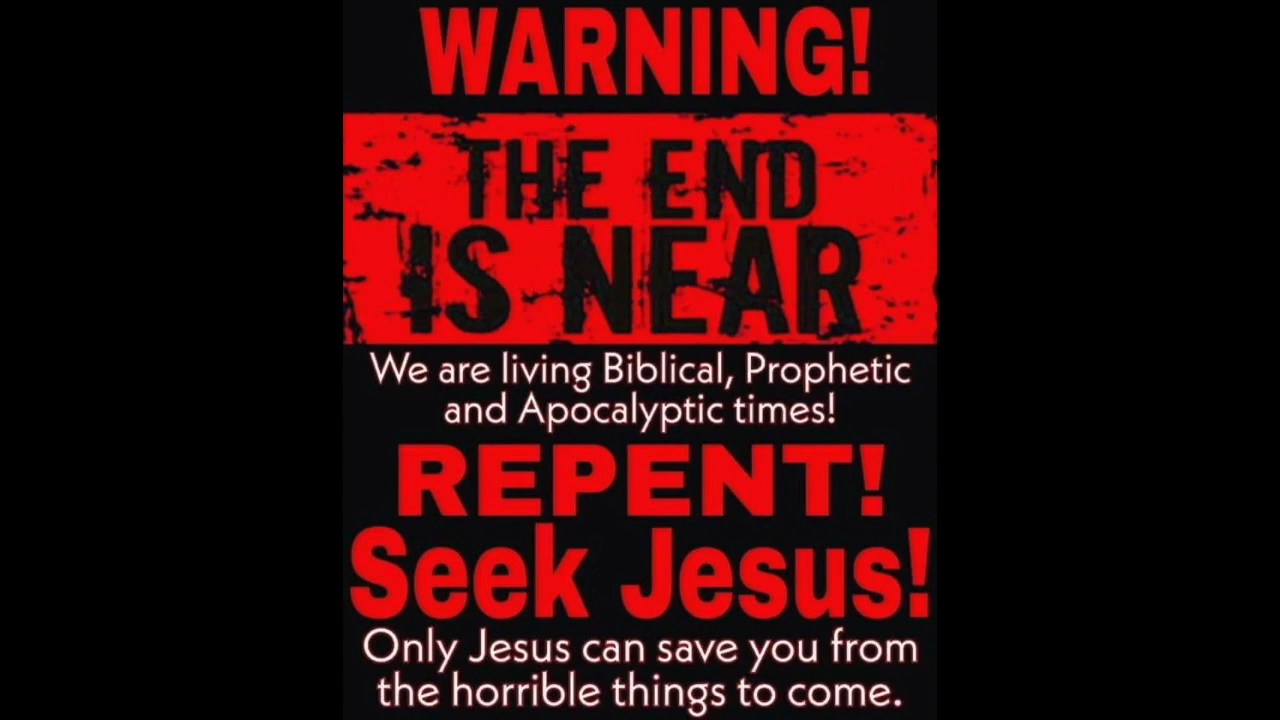 WARNING!
THE END
IS NEAR
We are living Biblical, Prophetic
and Apocalyptic times!
REPENT!
Seek Jesus!
Only Jesus can save you from
the horrible things to come.